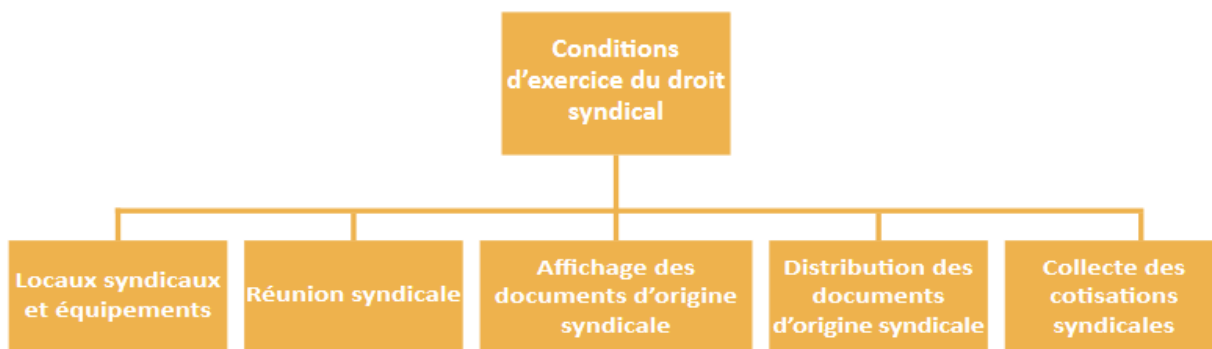 Conditions
d’exercice du droit
syndical
Locaux syndicaux
et équipements
Réunion syndicale
Affichage des
documents d’origine
syndicale
Distribution des
documents
d’origine syndicale
Collecte des
cotisations
syndicales